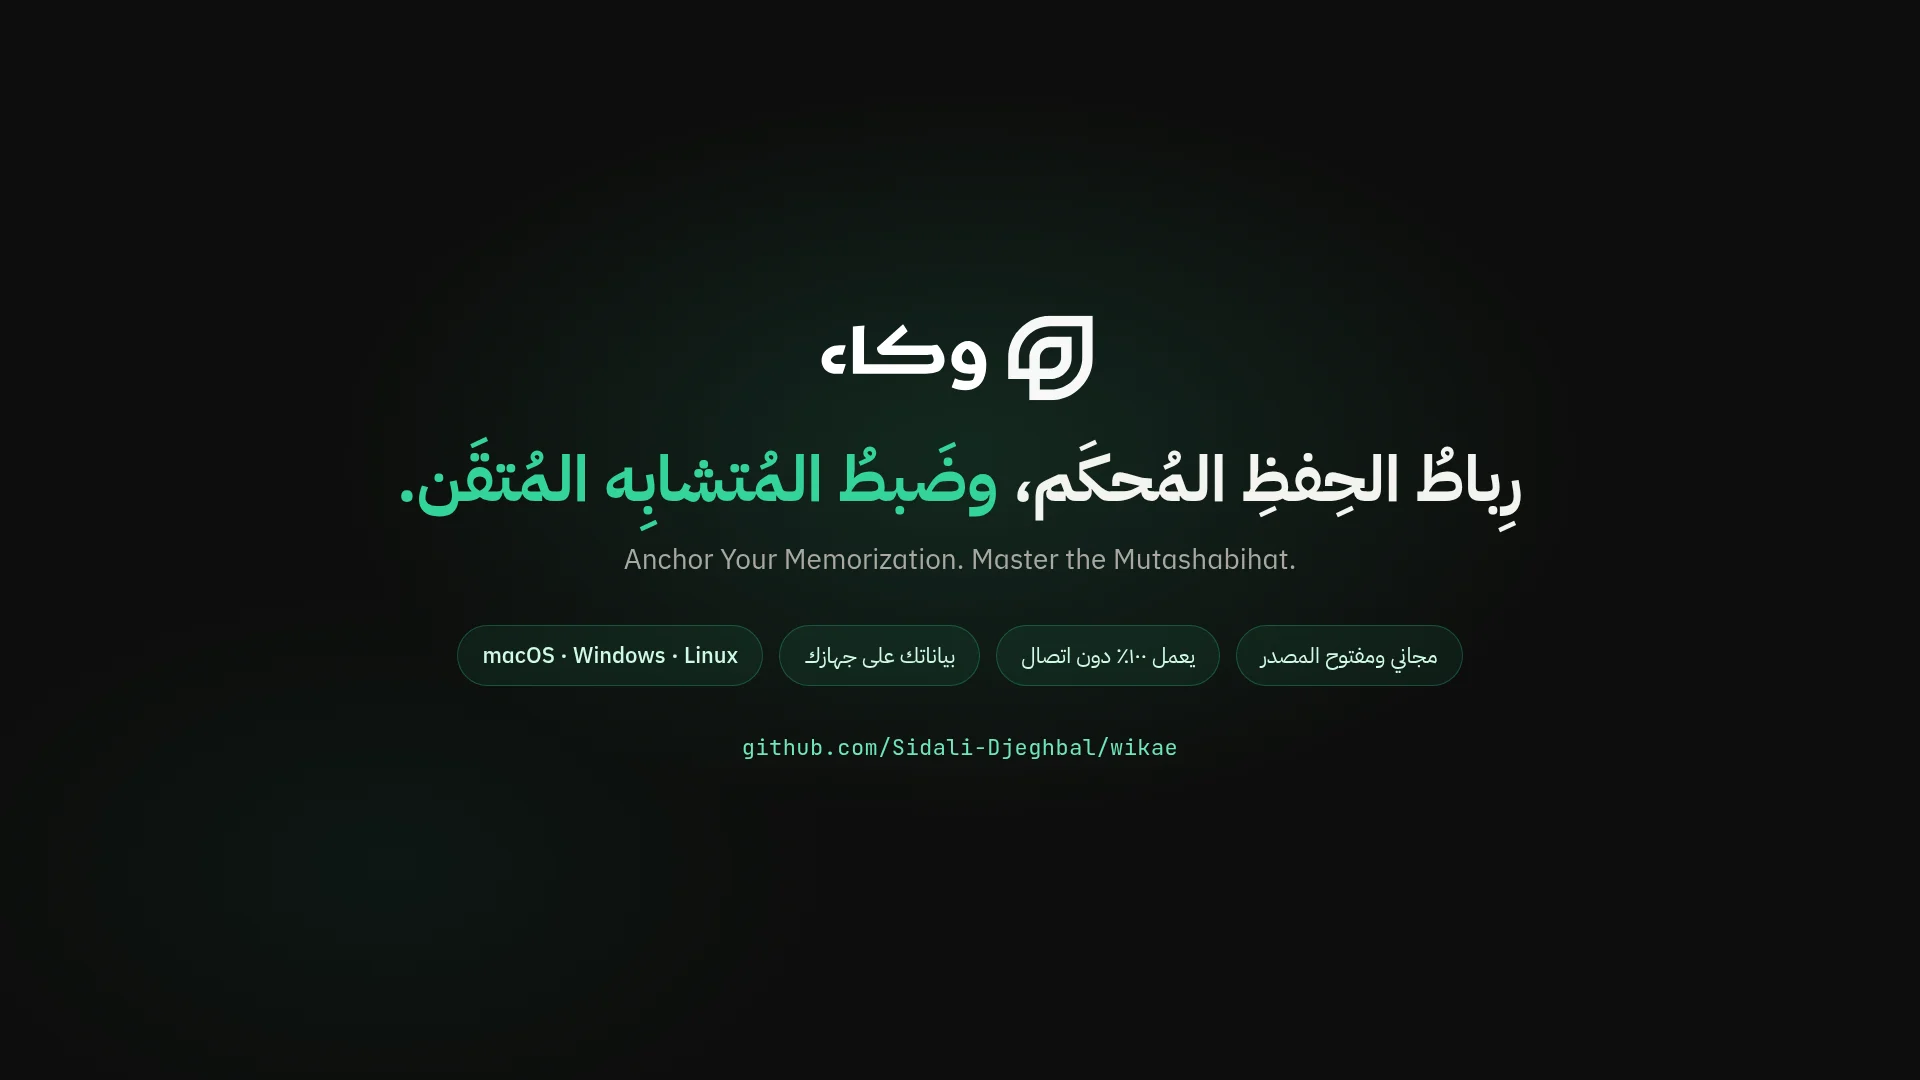 وكاء
رِباطُ الحِفظِ المُحكَم، وضَبطُ المُتشابِه المُتقَن.
Anchor Your Memorization. Master the Mutashabihat.
مجاني ومفتوح المصدر
يعمل ١٠٠٪ دون اتصال
بياناتك على جهازك
macOS · Windows · Linux
github.com/Sidali-Djeghbal/wikae